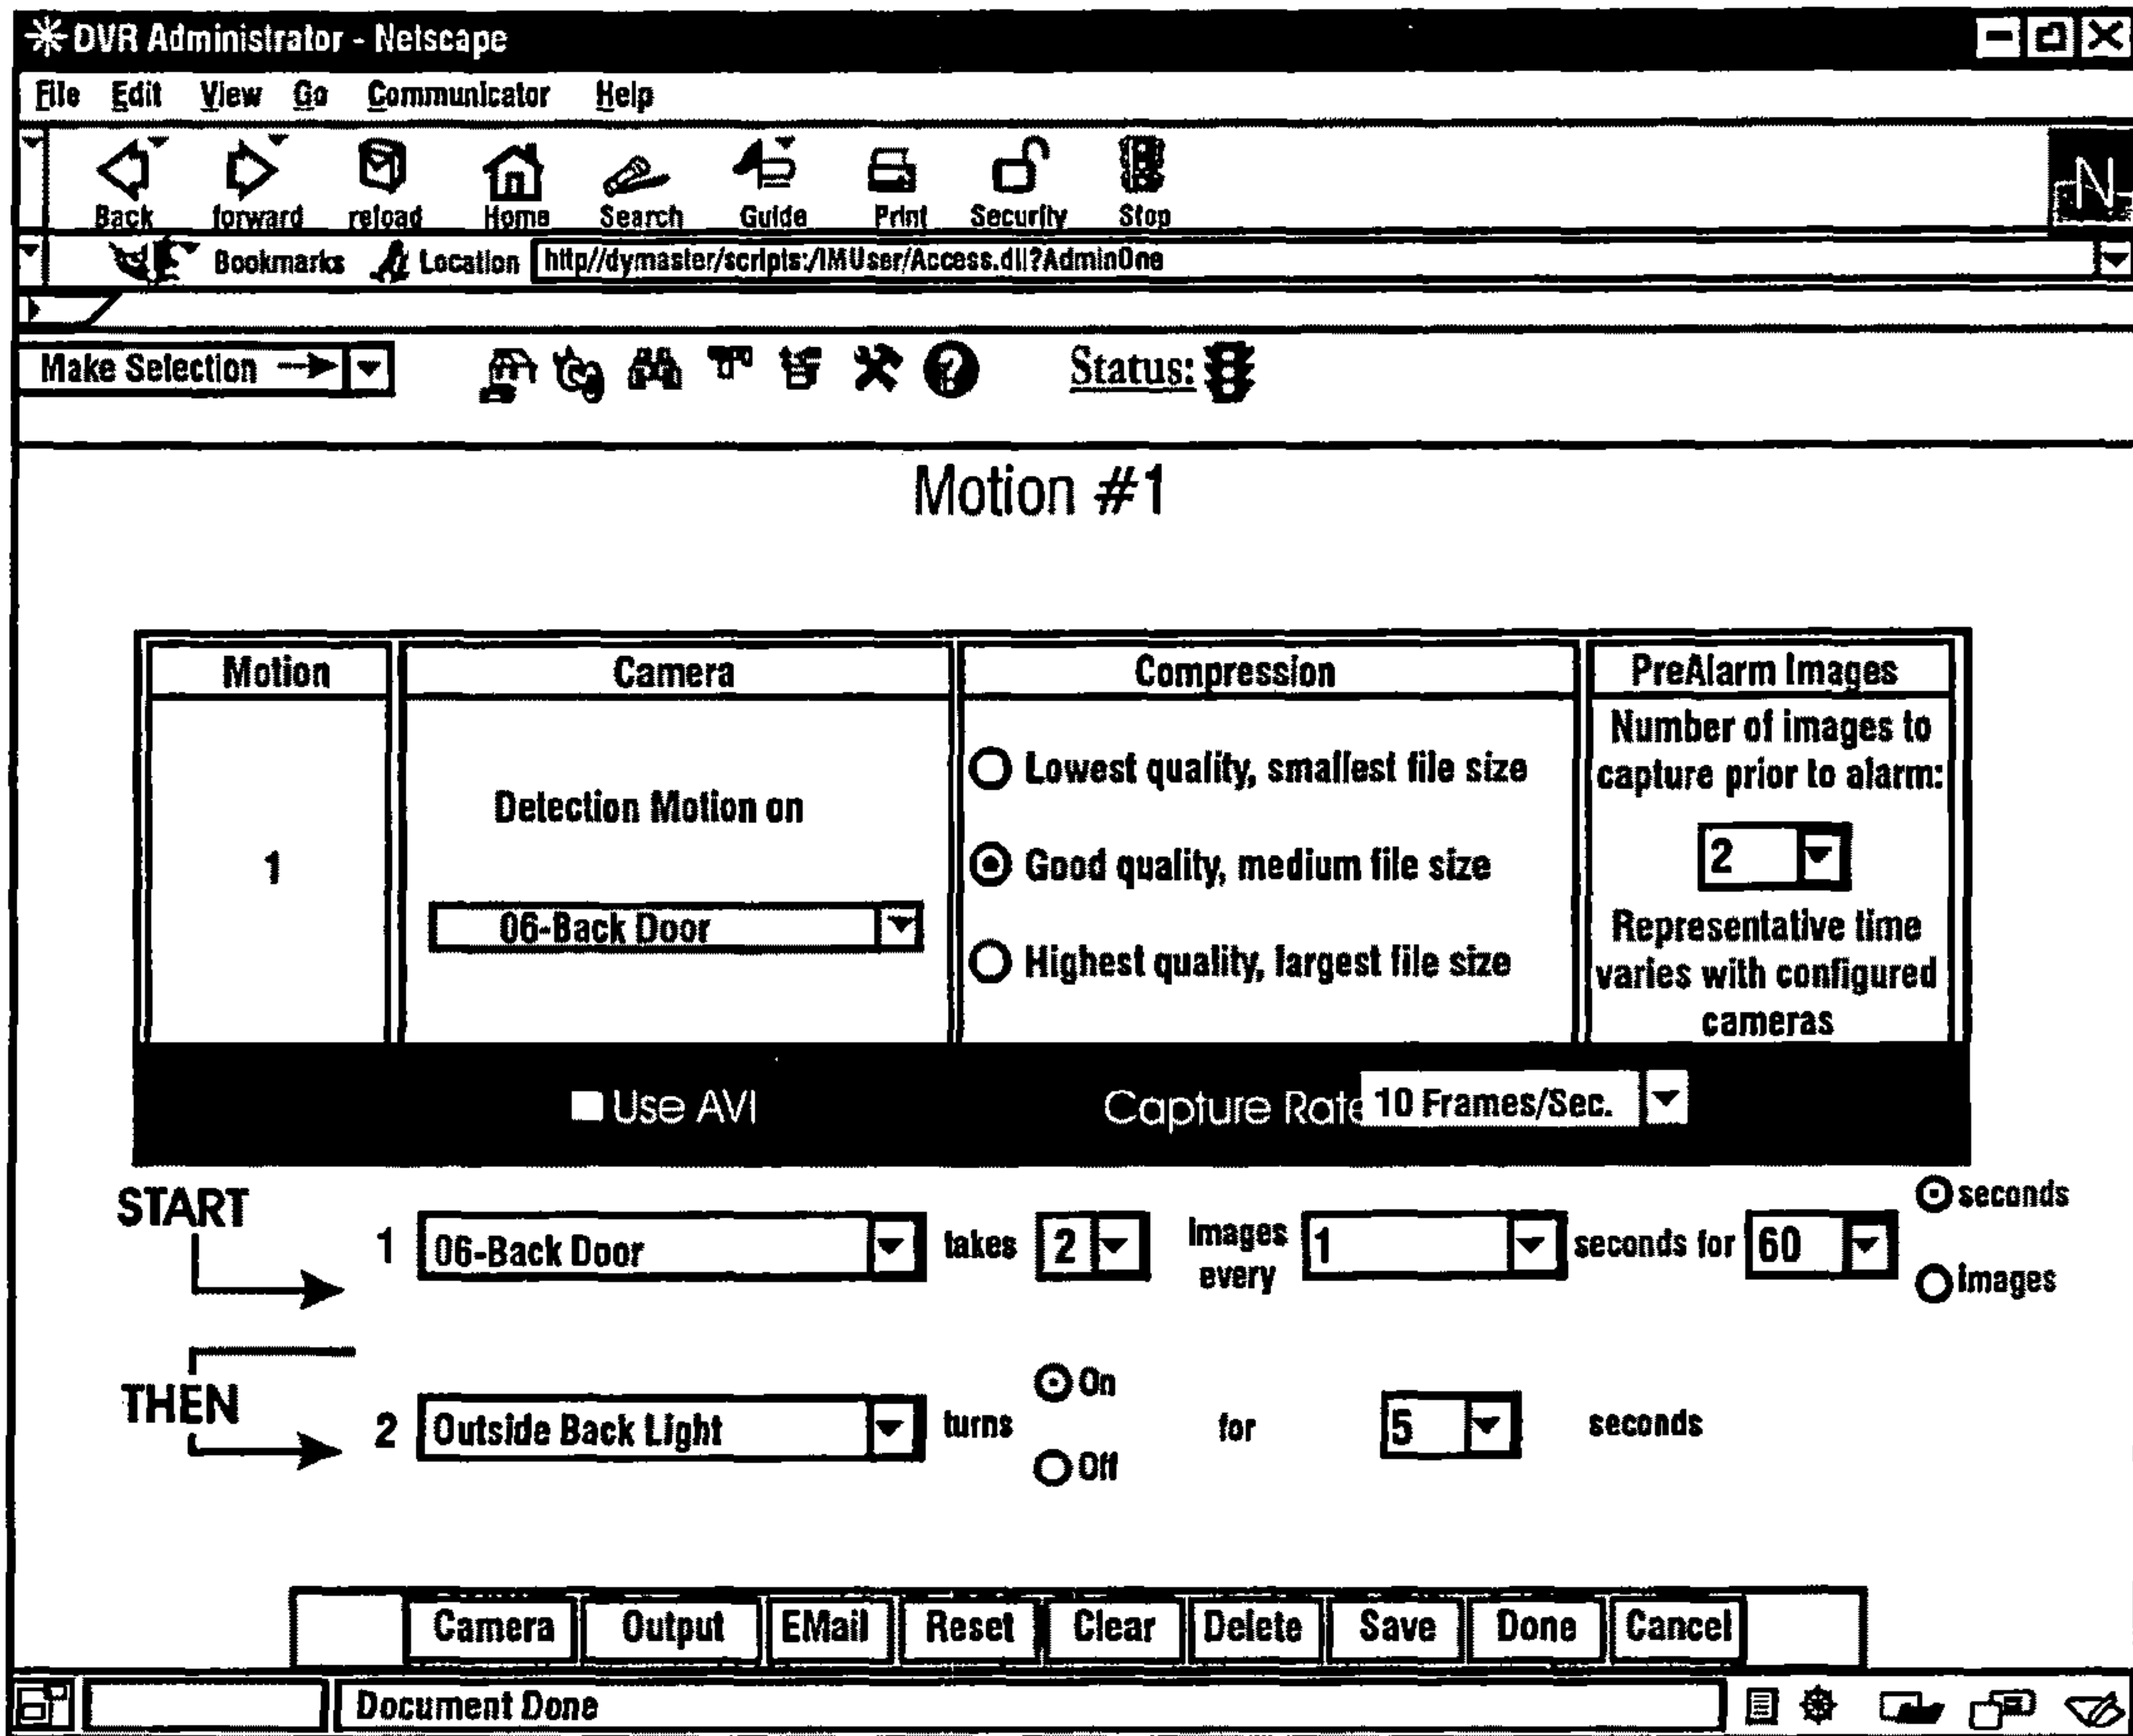 DVR Administrator - Netscape
File Edit View Go Communicator Help
Back forward reload Home Search Guide Print Security Stop
N
Bookmarks Location http//dymaster/scripts:/IMUser/Access.dll?AdminOne
Make Selection Status:
Motion #1
Motion Camera Compression PreAlarm Images
1
Detection Motion on
06-Back Door
Lowest quality, smallest file size
Good quality, medium file size
Highest quality, largest file size
Number of images to
capture prior to alarm:
2
Representative time
varies with configured
cameras
Use AVI Capture Rate 10 Frames/Sec.
START
1 06-Back Door takes 2 Images every 1 seconds for 60 seconds
images
THEN
2 Outside Back Light turns On for 5 seconds
Off
Camera Output EMail Reset Clear Delete Save Done Cancel
Document Done